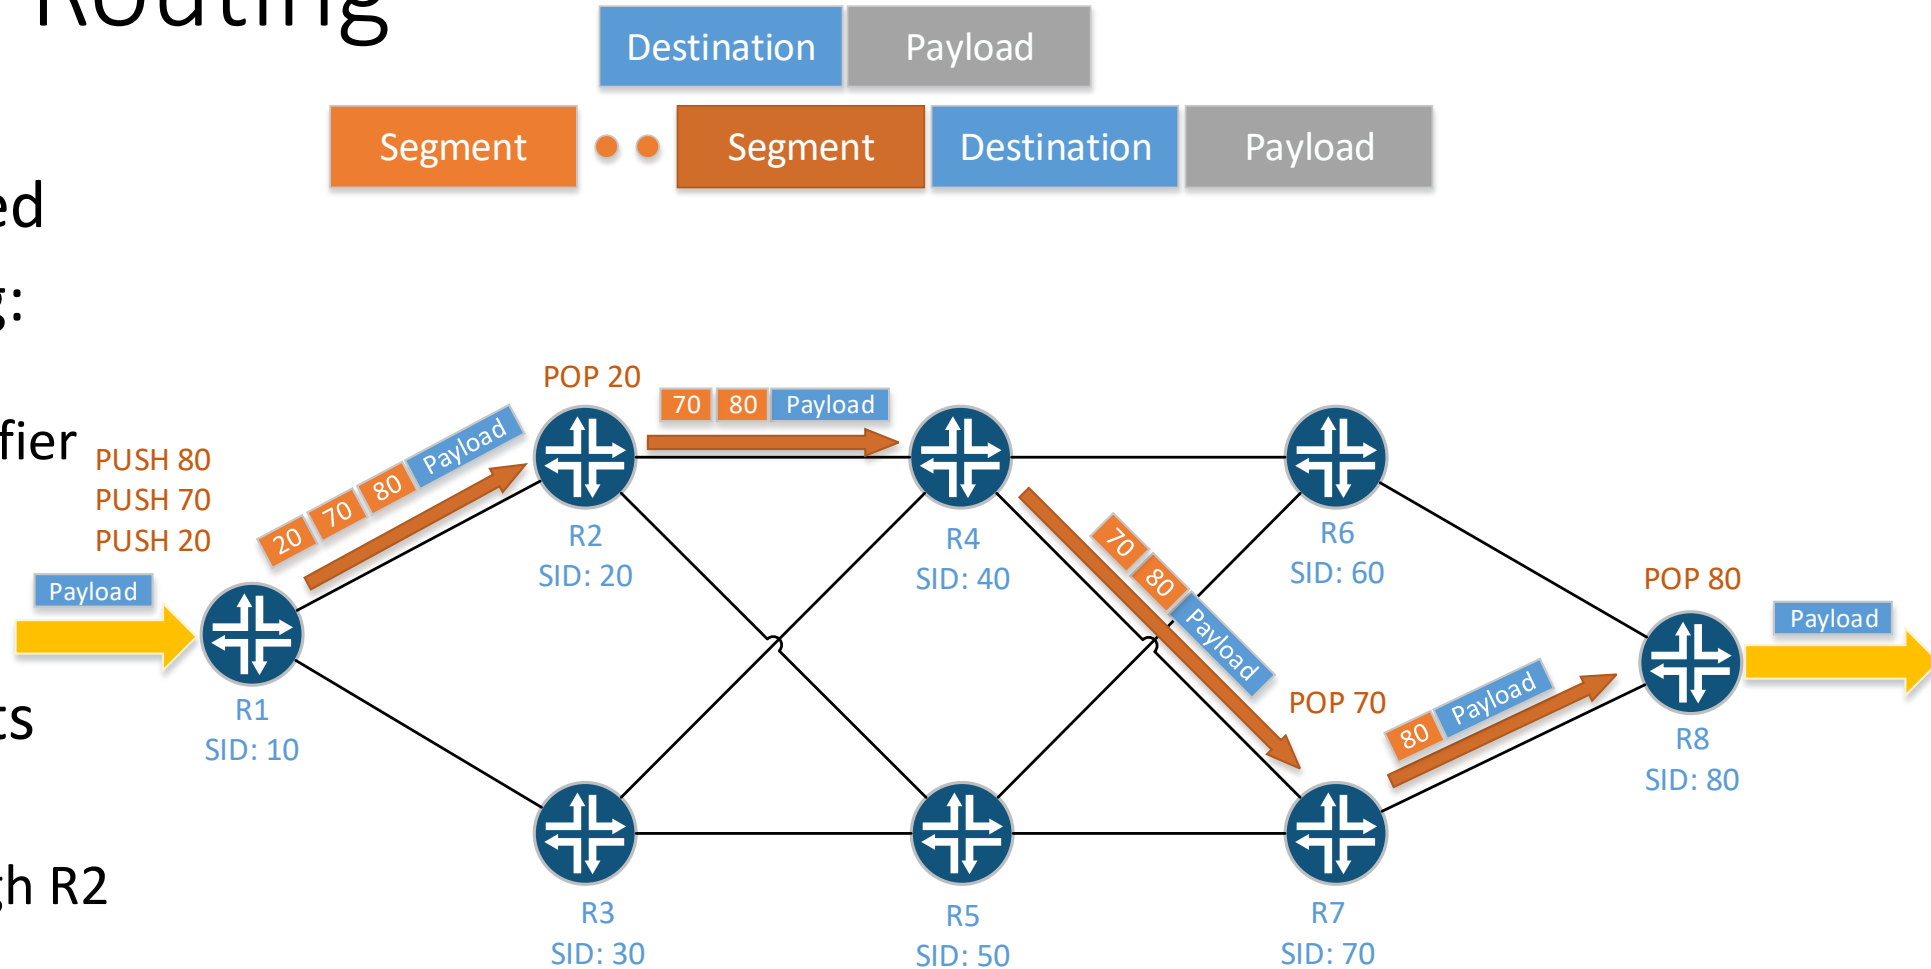 Routing
Destination Payload
Segment Segment Destination Payload
POP 20
70 80 Payload
PUSH 80
PUSH 70
PUSH 20
20 70 80 Payload
Payload
R1
SID: 10
R2
SID: 20
R4
SID: 40
R6
SID: 60
70 80 Payload
POP 70
80 Payload
POP 80
Payload
R8
SID: 80
R2
R3
SID: 30
R5
SID: 50
R7
SID: 70